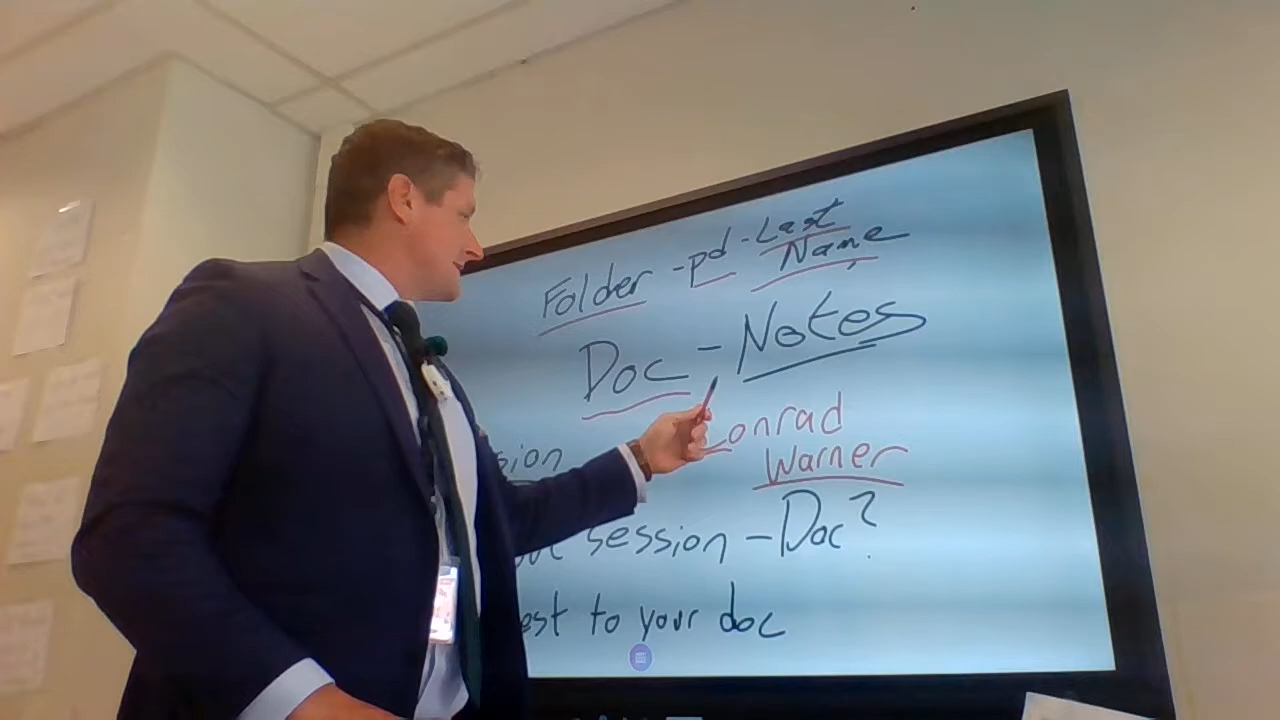 Folder - pd - Last
Name
Doc - Notes
Conrad
Warner
session - Doc?
to your doc